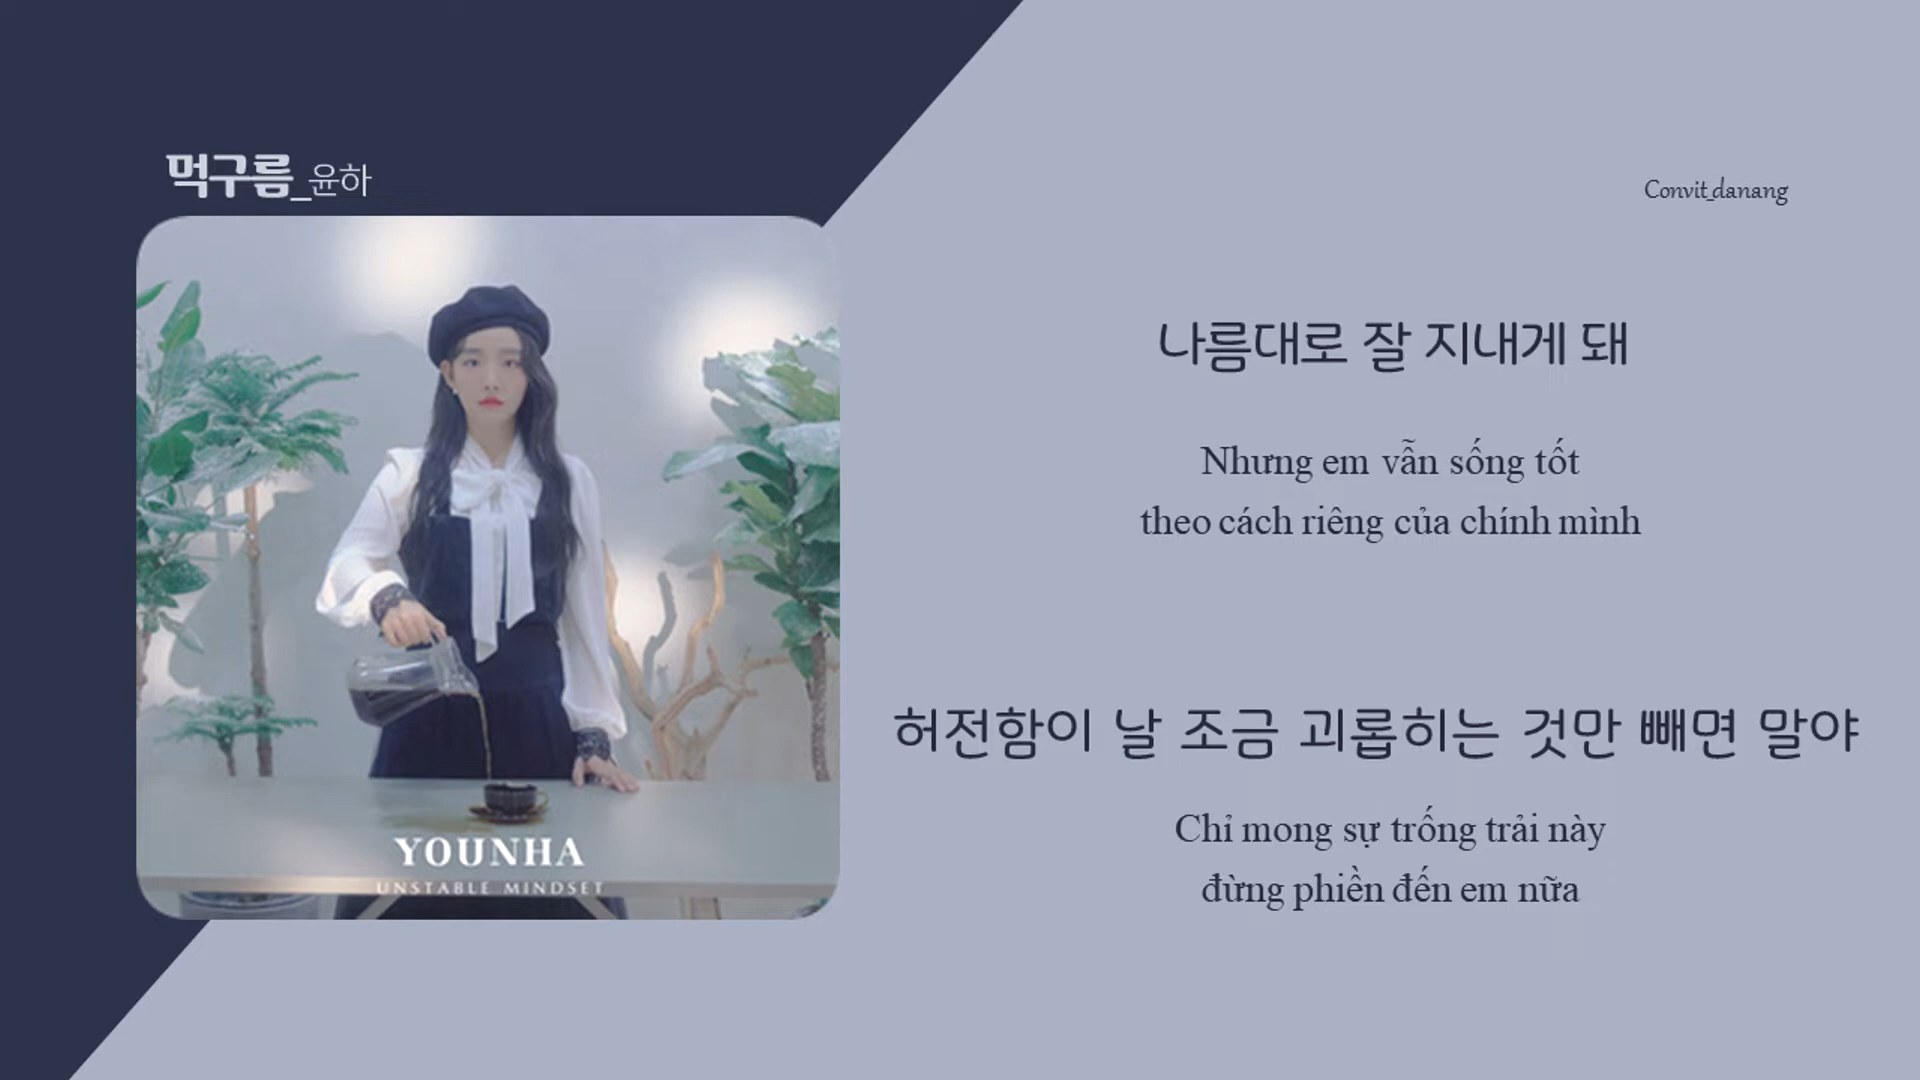 먹구름_윤하
Convit_danang
나름대로 잘 지내게 돼
Nhưng em vẫn sống tốt
theo cách riêng của chính mình
허전함이 날 조금 괴롭히는 것만 빼면 말야
Chỉ mong sự trống trải này
đừng phiền đến em nữa
YOUNHA
UNSTABLE MINDSET